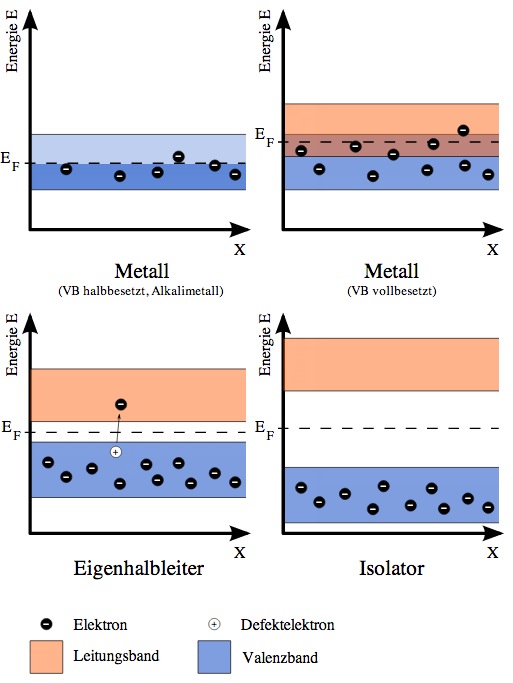 Energie E
E_F
X
Metall
(VB halbbesetzt, Alkalimetall)
Energie E
E_F
X
Metall
(VB vollbesetzt)
Energie E
E_F
X
Eigenhalbleiter
Energie E
E_F
X
Isolator
Elektron
Defektelektron
Leitungsband
Valenzband